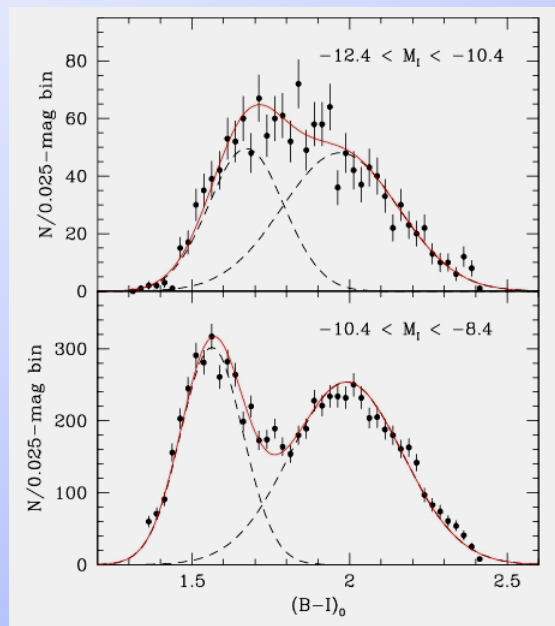 -12.4 < M_I < -10.4
80
60
40
20
0
N/0.025-mag bin
-10.4 < M_I < -8.4
300
200
100
0
N/0.025-mag bin
1.5 2 2.5
(B-I)₀